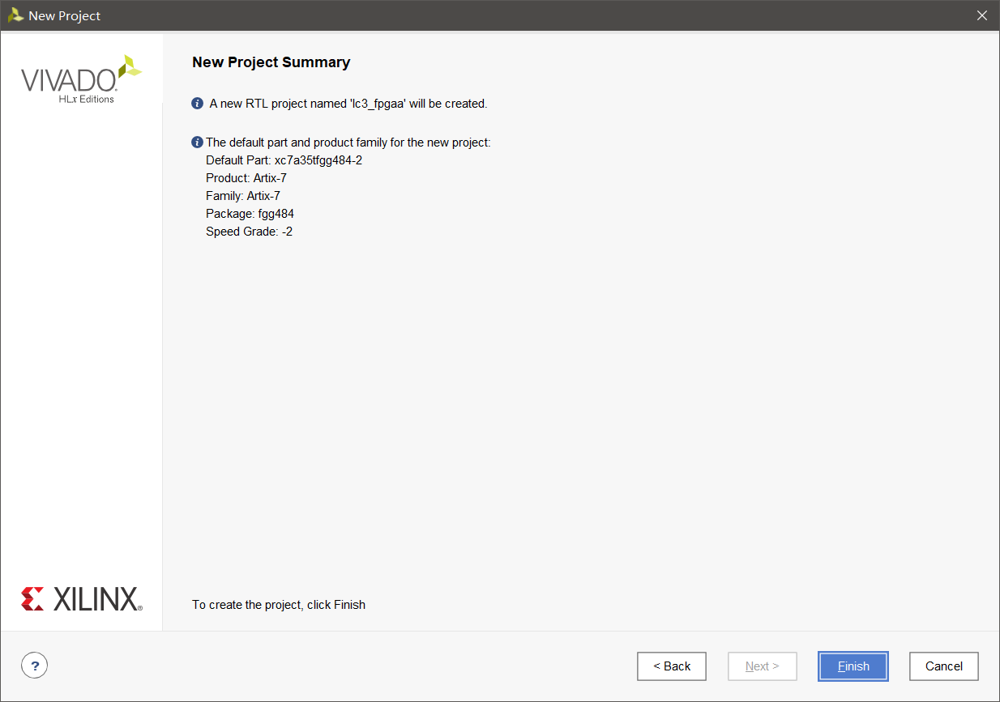 New Project
VIVADO
HLx Editions
New Project Summary
A new RTL project named 'lc3_fpgaa' will be created.
The default part and product family for the new project:
Default Part: xc7a35tfgg484-2
Product: Artix-7
Family: Artix-7
Package: fgg484
Speed Grade: -2
XILINX®
To create the project, click Finish
?
< Back
Next >
Finish
Cancel